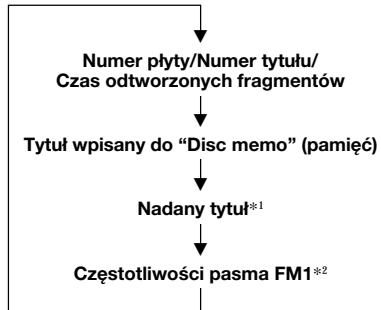 Numer płyty/Numer tytułu/
Czas odtworzonych fragmentów
Tytuł wpisany do “Disc memo” (pamięć)
Nadany tytuł*1
Częstotliwości pasma FM1*2